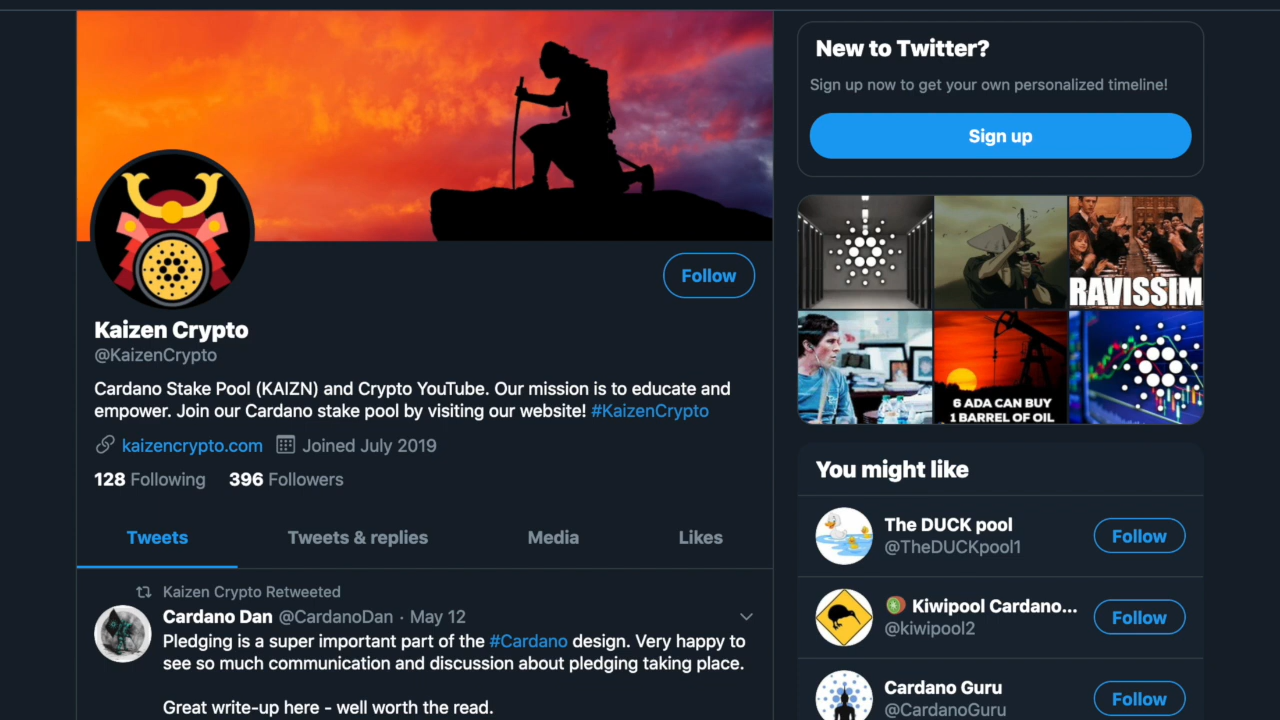 Kaizen Crypto
@KaizenCrypto
Follow
Cardano Stake Pool (KAIZN) and Crypto YouTube. Our mission is to educate and
empower. Join our Cardano stake pool by visiting our website! #KaizenCrypto
kaizencrypto.com Joined July 2019
128 Following 396 Followers
Tweets Tweets & replies Media Likes
Kaizen Crypto Retweeted
Cardano Dan @CardanoDan · May 12
Pledging is a super important part of the #Cardano design. Very happy to
see so much communication and discussion about pledging taking place.
Great write-up here - well worth the read.
New to Twitter?
Sign up now to get your own personalized timeline!
Sign up
RAVISSIM
6 ADA CAN BUY
1 BARREL OF OIL
You might like
The DUCK pool
@TheDUCKpool1
Follow
Kiwipool Cardano...
@kiwipool2
Follow
Cardano Guru
@CardanoGuru
Follow